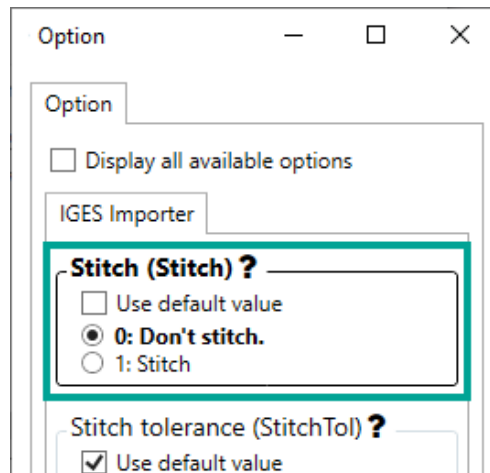 Option
Option
Display all available options
IGES Importer
Stitch (Stitch) ?
Use default value
0: Don't stitch.
1: Stitch
Stitch tolerance (StitchTol) ?
Use default value